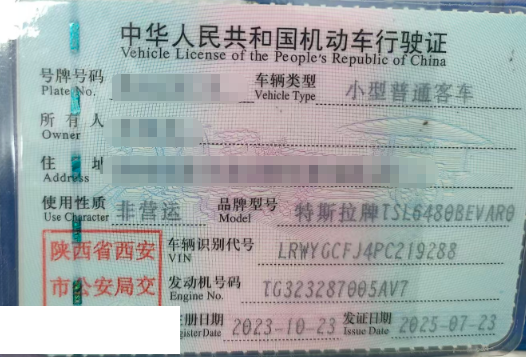 中华人民共和国机动车行驶证
Vehicle License of the People's Republic of China
号牌号码 车辆类型 小型普通客车
Plate No. Vehicle Type
所有人
Owner
住址
Address
使用性质 非营运 品牌型号 特斯拉牌TSL6480BEVAR0
Use Character Model
陕西省西安 车辆识别代号 LRWYGCFJ4PC219288
VIN
市公安局交 发动机号码 TG323287005AV7
Engine No.
注册日期 2023-10-23 发证日期 2025-07-23
Register Date Issue Date